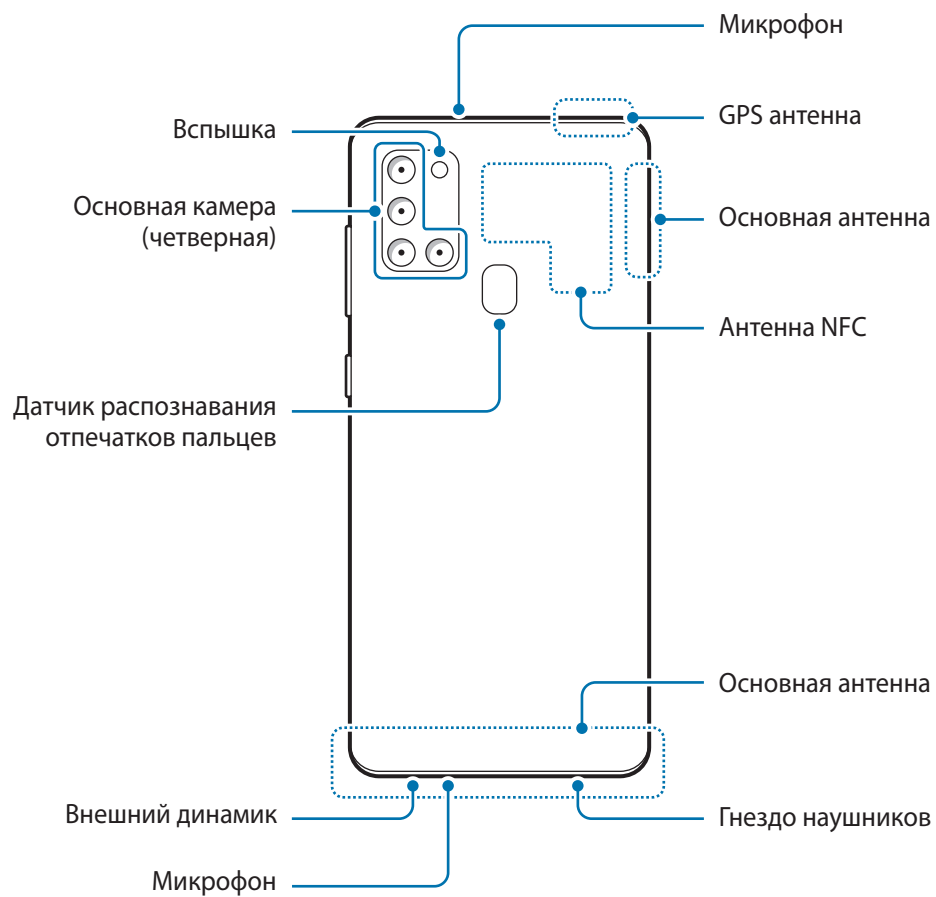 Микрофон
GPS антенна
Вспышка
Основная камера
(четверная)
Основная антенна
Антенна NFC
Датчик распознавания
отпечатков пальцев
Основная антенна
Внешний динамик
Гнездо наушников
Микрофон